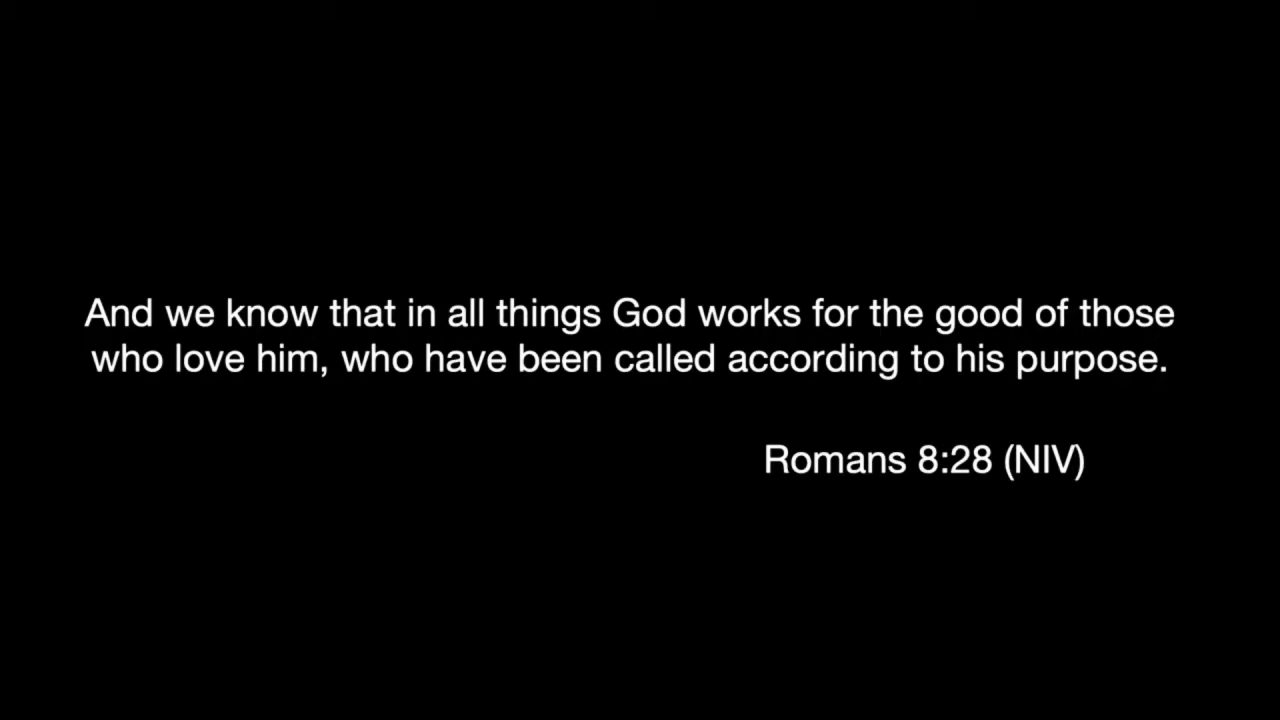 And we know that in all things God works for the good of those
who love him, who have been called according to his purpose.
Romans 8:28 (NIV)